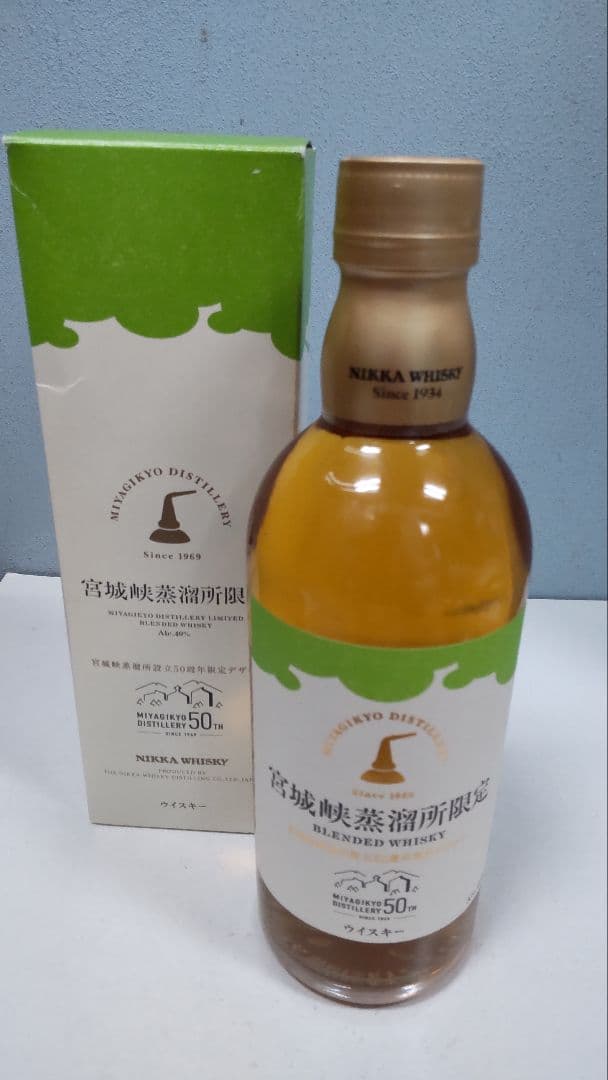 MIYAGIKYO DISTILLERY
Since 1969
宮城峡蒸溜所限
MIYAGIKYO DISTILLERY LIMITED
BLENDED WHISKY
Alc.40%
宮城峡蒸溜所設立50周年限定デザ
MIYAGIKYO
DISTILLERY 50TH
SINCE 1969
NIKKA WHISKY
PRODUCED BY
THE NIKKA WHISKY DISTILLING CO.,LTD.
ウイスキー
NIKKA WHISKY
Since 1934
MIYAGIKYO DISTILLERY
Since 1969
宮城峡蒸溜所限定
BLENDED WHISKY
MIYAGIKYO
DISTILLERY 50TH
SINCE 1969
ウイスキー